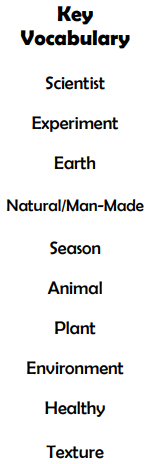 Key
Vocabulary
Scientist
Experiment
Earth
Natural/Man-Made
Season
Animal
Plant
Environment
Healthy
Texture